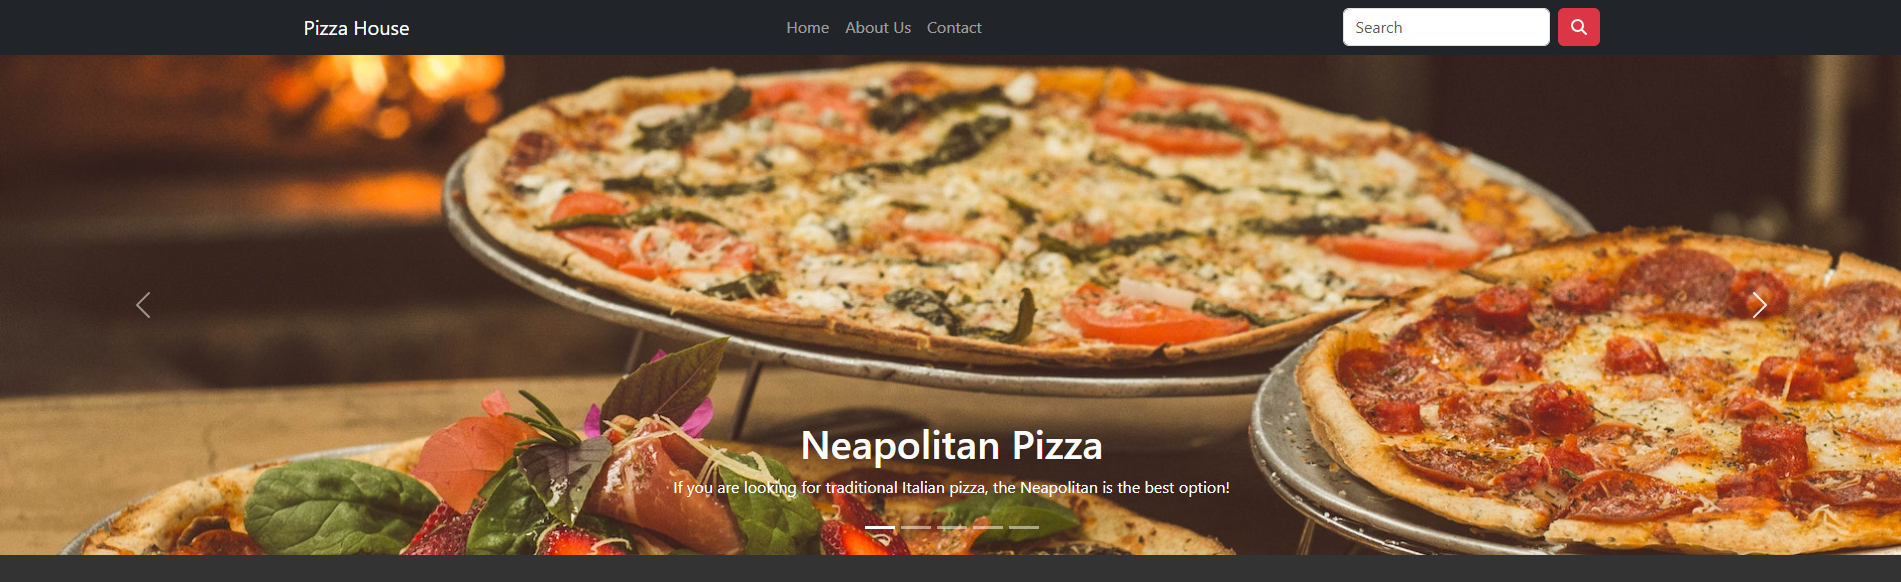 Pizza House
Home About Us Contact
Search
Neapolitan Pizza
If you are looking for traditional Italian pizza, the Neapolitan is the best option!